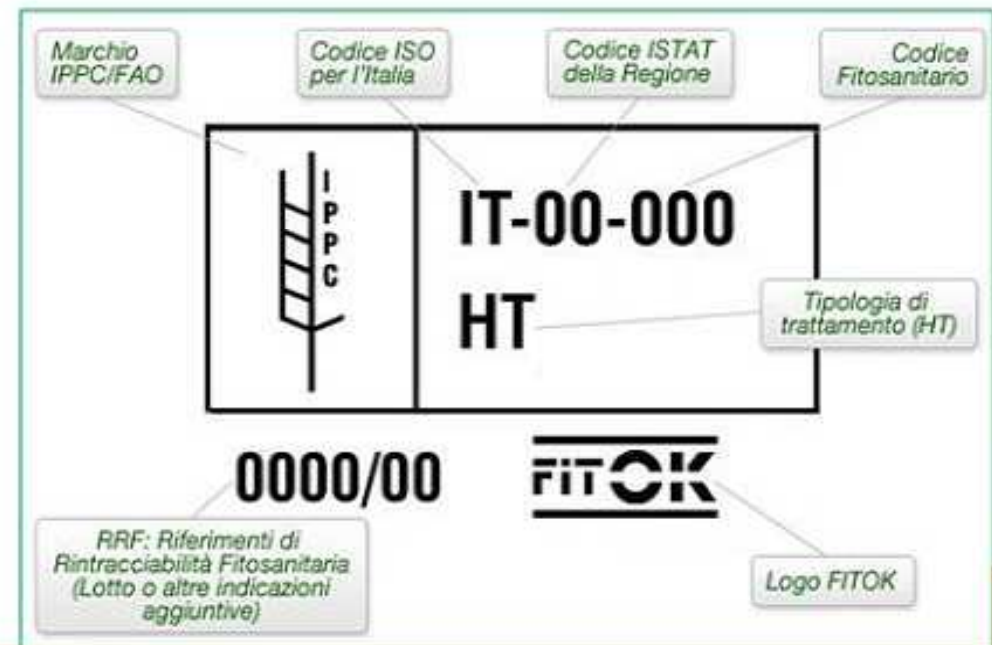 Marchio
IPPC/FAO
Codice ISO
per l'Italia
Codice ISTAT
della Regione
Codice
Fitosanitario
I
P
P
C
IT-00-000
HT
Tipologia di
trattamento (HT)
0000/00
FiTOK
RRF: Riferimenti di
Rintracciabilità Fitosanitaria
(Lotto o altre indicazioni
aggiuntive)
Logo FITOK